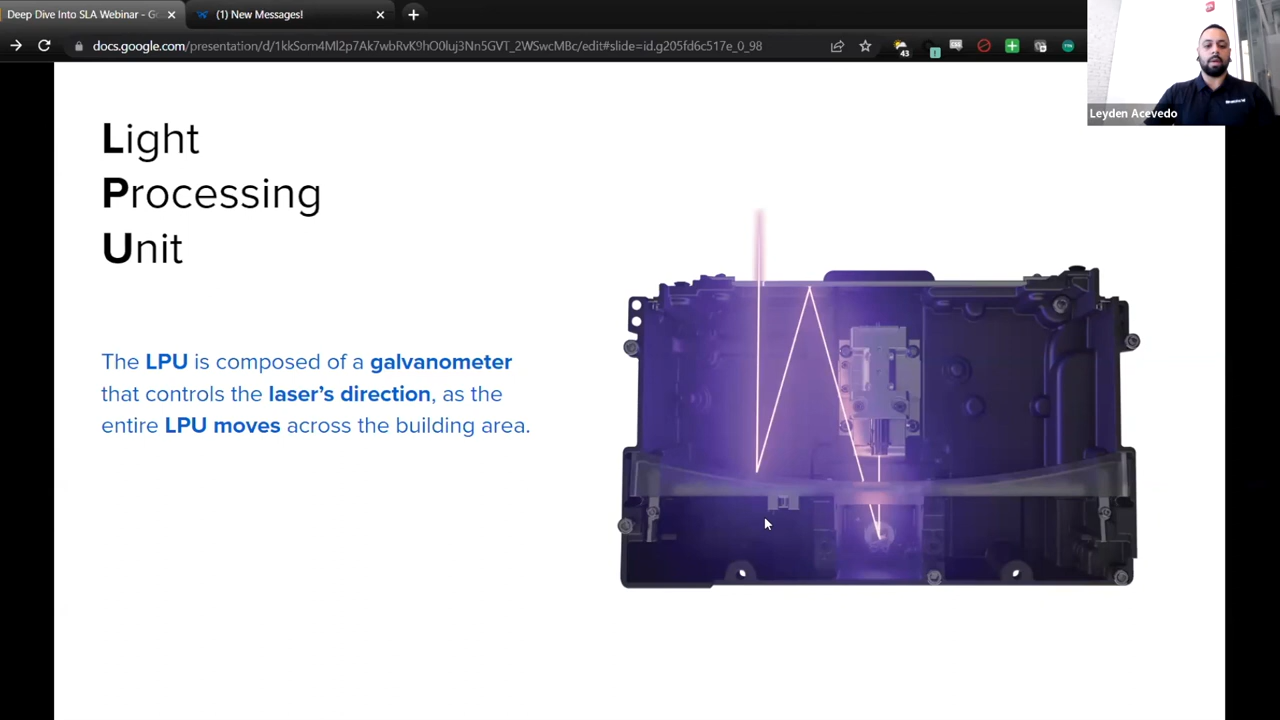 Deep Dive Into SLA Webinar - G
(1) New Messages!
docs.google.com/presentation/d/1kkSom4Ml2p7Ak7wbRvK9hO0luj3Nn5GVT_2WSwcMBc/edit#slide=id.g205fd6c517e_0_98
43
Leyden Acevedo
Light
Processing
Unit
The LPU is composed of a galvanometer
that controls the laser's direction, as the
entire LPU moves across the building area.